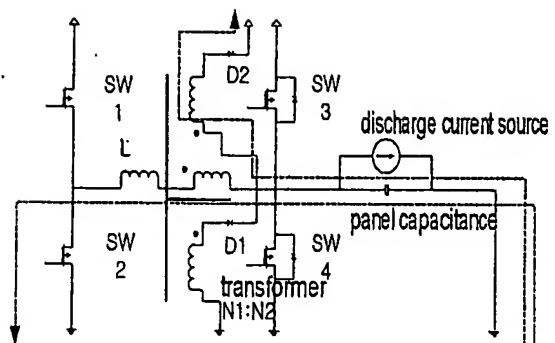 SW
1
L
D2
SW
3
discharge current source
panel capacitance
SW
2
D1
SW
4
transformer
N1:N2